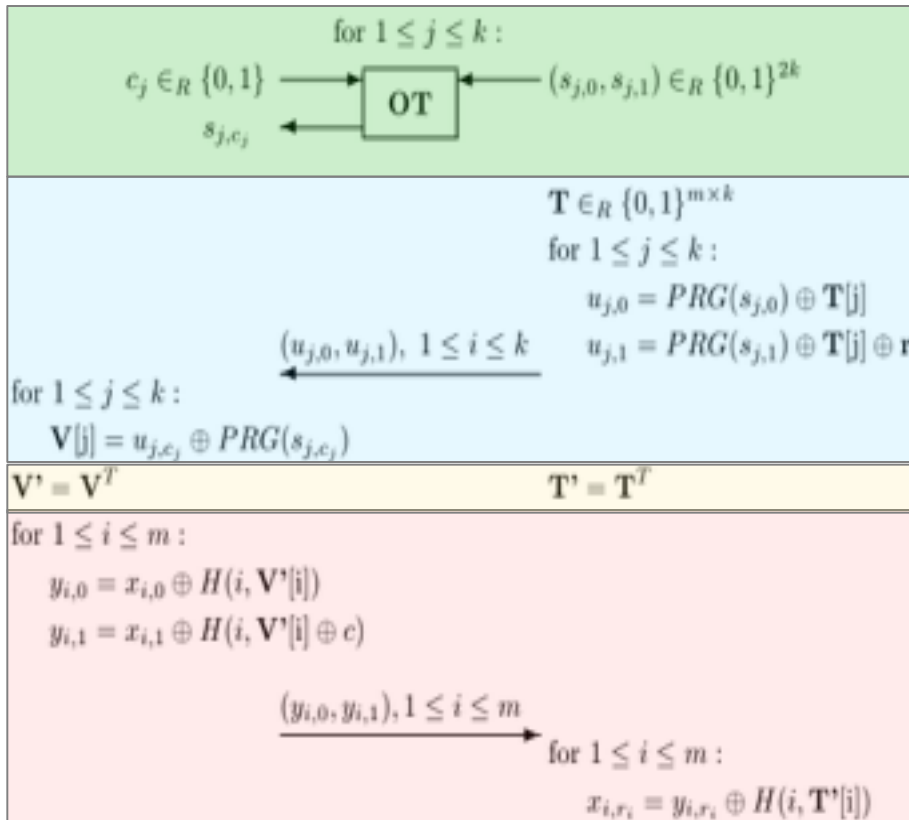 for 1 ≤ j ≤ k :
c_j ∈_R {0, 1} OT (s_{j,0}, s_{j,1}) ∈_R {0, 1}^{2k}
s_{j,c_j}
T ∈_R {0, 1}^{m×k}
for 1 ≤ j ≤ k :
u_{j,0} = PRG(s_{j,0}) ⊕ T[j]
u_{j,1} = PRG(s_{j,1}) ⊕ T[j] ⊕ r
(u_{j,0}, u_{j,1}), 1 ≤ i ≤ k
for 1 ≤ j ≤ k :
V[j] = u_{j,c_j} ⊕ PRG(s_{j,c_j})
V' = V^T T' = T^T
for 1 ≤ i ≤ m :
y_{i,0} = x_{i,0} ⊕ H(i, V'[i])
y_{i,1} = x_{i,1} ⊕ H(i, V'[i] ⊕ c)
(y_{i,0}, y_{i,1}), 1 ≤ i ≤ m
for 1 ≤ i ≤ m :
x_{i,r_i} = y_{i,r_i} ⊕ H(i, T'[i])